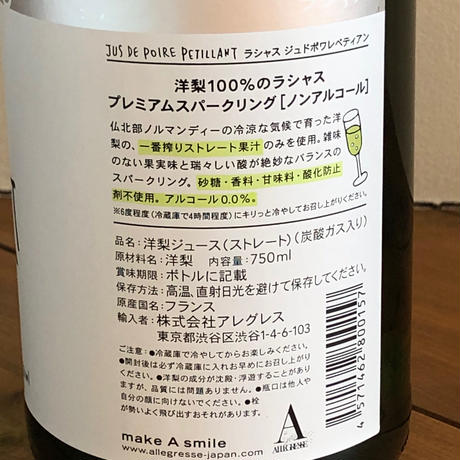 JUS DE POIRE PETILLANT ラシャス ジュドポワレペティアン
洋梨100%のラシャス
プレミアムスパークリング[ノンアルコール]
仏北部ノルマンディーの冷涼な気候で育った洋
梨の、一番搾りストレート果汁のみを使用。雑味
のない果実味と瑞々しい酸が絶妙なバランスの
スパークリング。砂糖・香料・甘味料・酸化防止
剤不使用。アルコール0.0%。
※6度程度(冷蔵庫で4時間程度)にキリっと冷やしてお召し上がりください。
品名:洋梨ジュース(ストレート)(炭酸ガス入り)
原材料名:洋梨 内容量:750ml
賞味期限:ボトルに記載
保存方法:高温、直射日光を避けて保存してください。
原産国名:フランス
輸入者:株式会社アレグレス
東京都渋谷区渋谷1-4-6-103
ご注意:●冷蔵庫で冷やしてからお楽しみください。
●開封後は必ず冷蔵庫に入れお早めにお召し上がり
ください。●洋梨の成分が沈殿・浮遊することがあり
ますが、品質には問題ありません。●瓶口は他人や
自分の顔に向けないでください。●栓
が勢いよく飛び出すおそれがあります。
make A smile
www.allegresse-japan.com
A
ALLEGRESSE
4 571462 800157